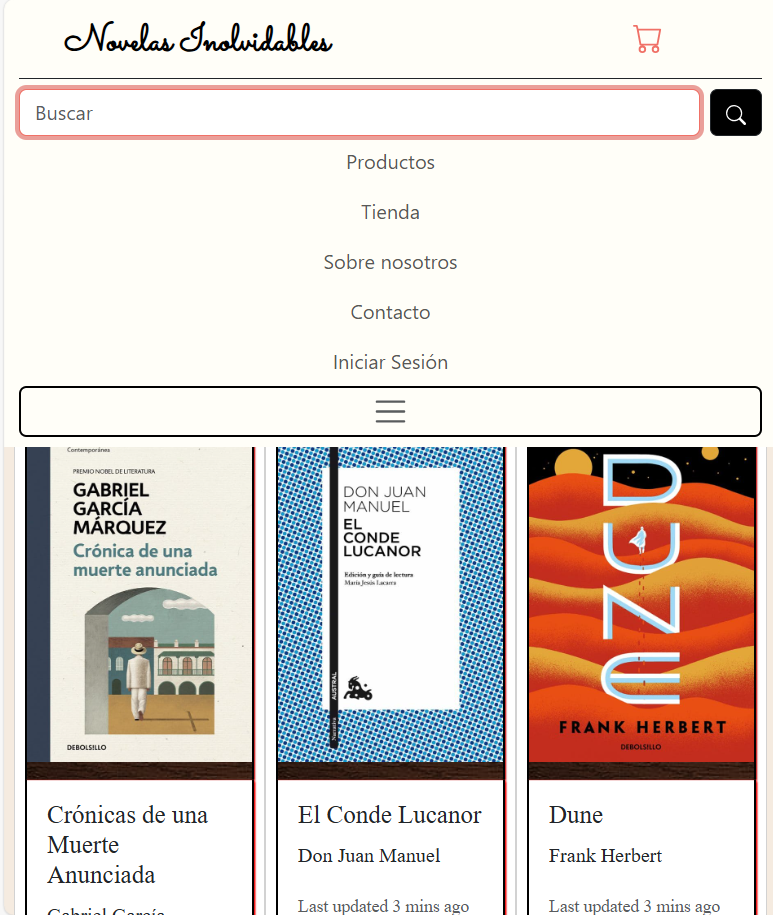 Novelas Inolvidables
Buscar
Productos
Tienda
Sobre nosotros
Contacto
Iniciar Sesión
Contemporánea
PREMIO NOBEL DE LITERATURA
GABRIEL
GARCÍA
MÁRQUEZ
Crónica de una
muerte anunciada
DEBOLSILLO
DON JUAN
MANUEL
EL
CONDE
LUCANOR
Edición y guía de lectura
María Jesús Lacarra
AUSTRAL
DUNE
FRANK HERBERT
DEBOLSILLO
Crónicas de una
Muerte
Anunciada
Gabriel García
El Conde Lucanor
Don Juan Manuel
Last updated 3 mins ago
Dune
Frank Herbert
Last updated 3 mins ago